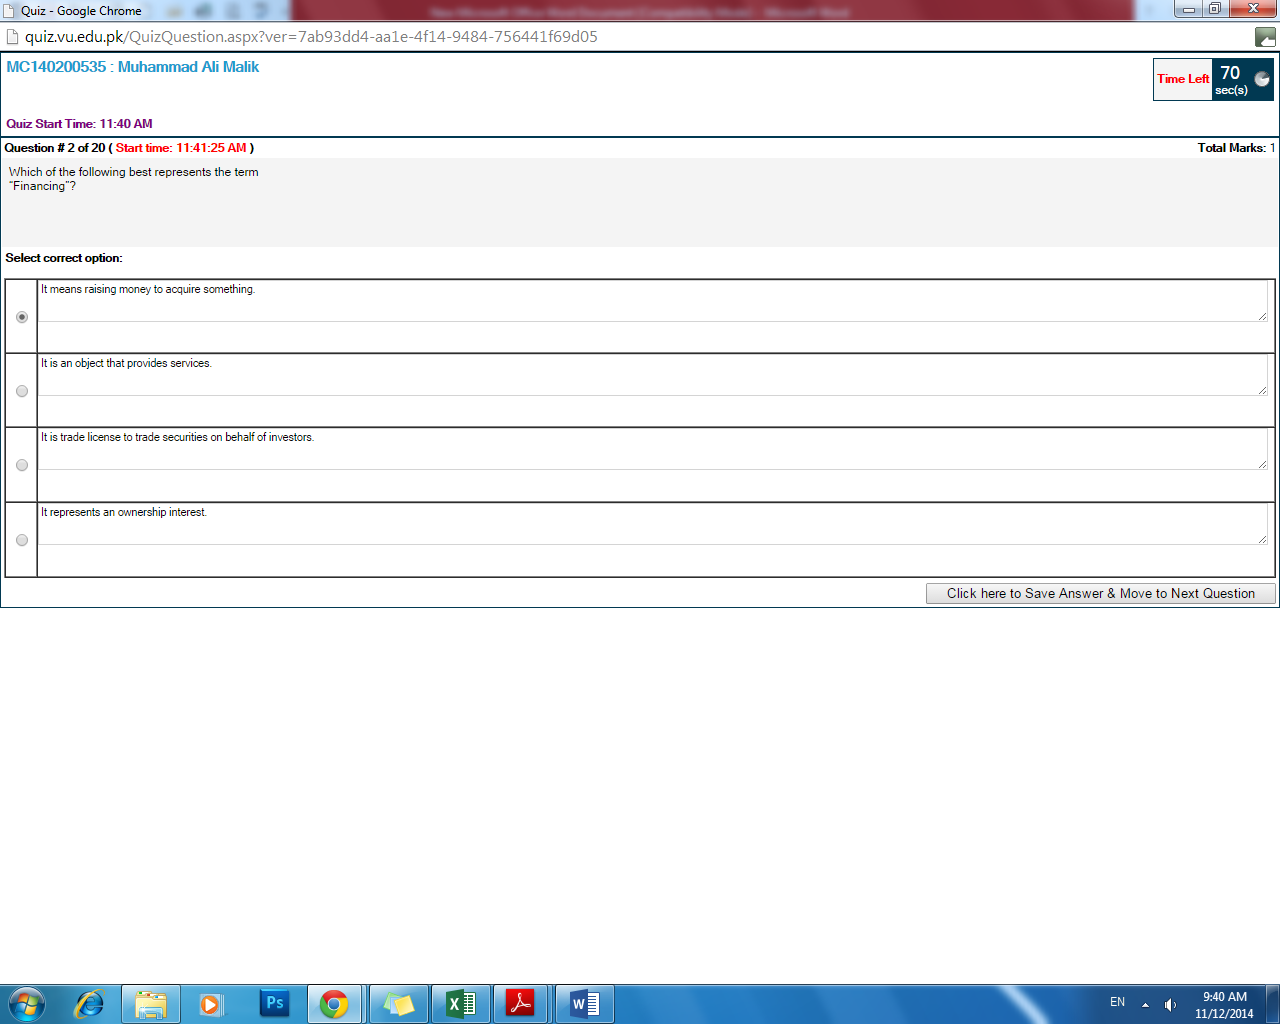 Quiz - Google Chrome
quiz.vu.edu.pk/QuizQuestion.aspx?ver=7ab93dd4-aa1e-4f14-9484-756441f69d05
MC140200535 : Muhammad Ali Malik
Time Left
70
sec(s)
Quiz Start Time: 11:40 AM
Question # 2 of 20 ( Start time: 11:41:25 AM )
Total Marks: 1
Which of the following best represents the term
"Financing"?
Select correct option:
It means raising money to acquire something.
It is an object that provides services.
It is trade license to trade securities on behalf of investors.
It represents an ownership interest.
Click here to Save Answer & Move to Next Question
Ps
EN
9:40 AM
11/12/2014